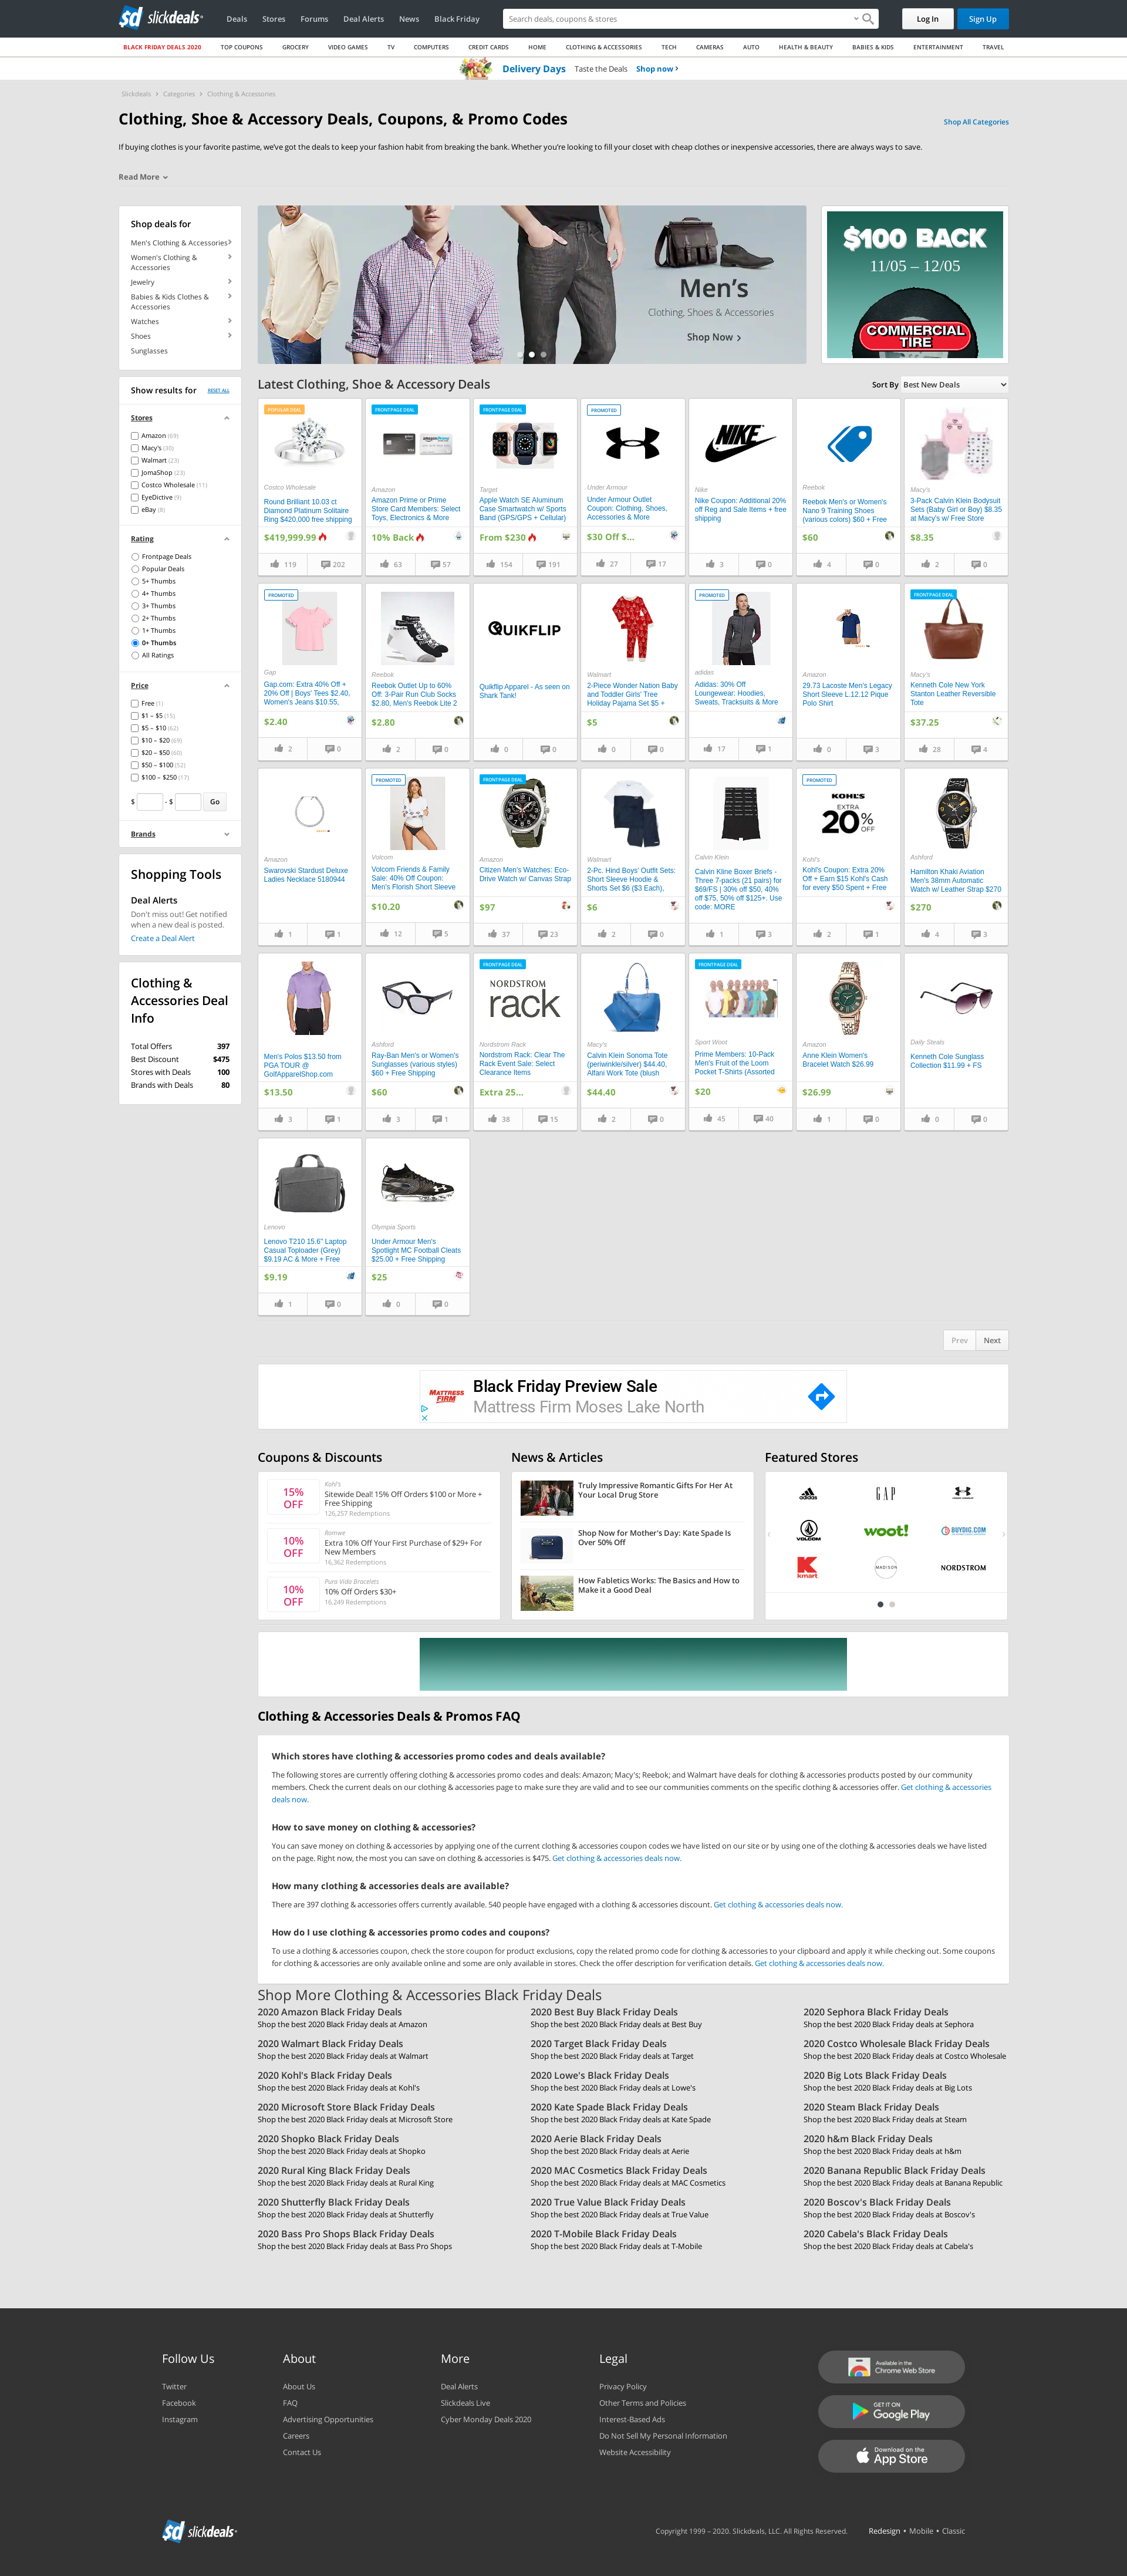 sd slickdeals
Deals Stores Forums Deal Alerts News Black Friday
Search deals, coupons & stores
Log In Sign Up
BLACK FRIDAY DEALS 2020 TOP COUPONS GROCERY VIDEO GAMES TV COMPUTERS CREDIT CARDS HOME CLOTHING & ACCESSORIES TECH CAMERAS AUTO HEALTH & BEAUTY BABIES & KIDS ENTERTAINMENT TRAVEL
Delivery Days Taste the Deals Shop now
Slickdeals Categories Clothing & Accessories
Clothing, Shoe & Accessory Deals, Coupons, & Promo Codes
Shop All Categories
If buying clothes is your favorite pastime, we've got the deals to keep your fashion habit from breaking the bank. Whether you're looking to fill your closet with cheap clothes or inexpensive accessories, there are always ways to save.
Read More
Shop deals for
Men's Clothing & Accessories
Women's Clothing &
Accessories
Jewelry
Babies & Kids Clothes &
Accessories
Watches
Shoes
Sunglasses
Men's
Clothing, Shoes & Accessories
Shop Now
$100 BACK
11/05 – 12/05
COMMERCIAL
TIRE
Show results for RESET ALL
Stores
Amazon (69)
Macy's (30)
Walmart (23)
JomaShop (23)
Costco Wholesale (11)
EyeDictive (9)
eBay (8)
Rating
Frontpage Deals
Popular Deals
5+ Thumbs
4+ Thumbs
3+ Thumbs
2+ Thumbs
1+ Thumbs
0+ Thumbs
All Ratings
Price
Free (1)
$1 – $5 (15)
$5 – $10 (62)
$10 – $20 (69)
$20 – $50 (60)
$50 – $100 (52)
$100 – $250 (17)
$ - $ Go
Brands
Shopping Tools
Deal Alerts
Don't miss out! Get notified
when a new deal is posted.
Create a Deal Alert
Clothing &
Accessories Deal
Info
Total Offers 397
Best Discount $475
Stores with Deals 100
Brands with Deals 80
Latest Clothing, Shoe & Accessory Deals
Sort By Best New Deals
POPULAR DEAL
Costco Wholesale
Round Brilliant 10.03 ct
Diamond Platinum Solitaire
Ring $420,000 free shipping
$419,999.99
119 202
FRONTPAGE DEAL
Amazon
Amazon Prime or Prime
Store Card Members: Select
Toys, Electronics & More
10% Back
63 57
FRONTPAGE DEAL
Target
Apple Watch SE Aluminum
Case Smartwatch w/ Sports
Band (GPS/GPS + Cellular)
From $230
154 191
PROMOTED
Under Armour
Under Armour Outlet
Coupon: Clothing, Shoes,
Accessories & More
$30 Off $...
27 17
NIKE
Nike
Nike Coupon: Additional 20%
off Reg and Sale Items + free
shipping
3 0
Reebok
Reebok Men's or Women's
Nano 9 Training Shoes
(various colors) $60 + Free
$60
4 0
Macy's
3-Pack Calvin Klein Bodysuit
Sets (Baby Girl or Boy) $8.35
at Macy's w/ Free Store
$8.35
2 0
PROMOTED
Gap
Gap.com: Extra 40% Off +
20% Off | Boys' Tees $2.40,
Women's Jeans $10.55,
$2.40
2 0
Reebok
Reebok Outlet Up to 60%
Off: 3-Pair Run Club Socks
$2.80, Men's Reebok Lite 2
$2.80
2 0
QUIKFLIP
Quikflip Apparel - As seen on
Shark Tank!
0 0
Walmart
2-Piece Wonder Nation Baby
and Toddler Girls' Tree
Holiday Pajama Set $5 +
$5
0 0
PROMOTED
adidas
Adidas: 30% Off
Loungewear: Hoodies,
Sweats, Tracksuits & More
17 1
Amazon
29.73 Lacoste Men's Legacy
Short Sleeve L.12.12 Pique
Polo Shirt
0 3
FRONTPAGE DEAL
Macy's
Kenneth Cole New York
Stanton Leather Reversible
Tote
$37.25
28 4
Amazon
Swarovski Stardust Deluxe
Ladies Necklace 5180944
1 1
PROMOTED
Volcom
Volcom Friends & Family
Sale: 40% Off Coupon:
Men's Florish Short Sleeve
$10.20
12 5
FRONTPAGE DEAL
Amazon
Citizen Men's Watches: Eco-
Drive Watch w/ Canvas Strap
$97
37 23
Walmart
2-Pc. Hind Boys' Outfit Sets:
Short Sleeve Hoodie &
Shorts Set $6 ($3 Each),
$6
2 0
Calvin Klein
Calvin Kline Boxer Briefs -
Three 7-packs (21 pairs) for
$69/FS | 30% off $50, 40%
off $75, 50% off $125+. Use
code: MORE
1 3
PROMOTED
KOHL'S
EXTRA
20% OFF
Kohl's
Kohl's Coupon: Extra 20%
Off + Earn $15 Kohl's Cash
for every $50 Spent + Free
2 1
Ashford
Hamilton Khaki Aviation
Men's 38mm Automatic
Watch w/ Leather Strap $270
$270
4 3
Men's Polos $13.50 from
PGA TOUR @
GolfApparelShop.com
$13.50
3 1
Ashford
Ray-Ban Men's or Women's
Sunglasses (various styles)
$60 + Free Shipping
$60
3 1
FRONTPAGE DEAL
NORDSTROM
rack
Nordstrom Rack
Nordstrom Rack: Clear The
Rack Event Sale: Select
Clearance Items
Extra 25...
38 15
Macy's
Calvin Klein Sonoma Tote
(periwinkle/silver) $44.40,
Alfani Work Tote (blush
$44.40
2 0
FRONTPAGE DEAL
Sport Woot
Prime Members: 10-Pack
Men's Fruit of the Loom
Pocket T-Shirts (Assorted
$20
45 40
Amazon
Anne Klein Women's
Bracelet Watch $26.99
$26.99
1 0
Daily Steals
Kenneth Cole Sunglass
Collection $11.99 + FS
0 0
Lenovo
Lenovo T210 15.6" Laptop
Casual Toploader (Grey)
$9.19 AC & More + Free
$9.19
1 0
Olympia Sports
Under Armour Men's
Spotlight MC Football Cleats
$25.00 + Free Shipping
$25
0 0
Prev Next
MATTRESS FIRM
Black Friday Preview Sale
Mattress Firm Moses Lake North
Coupons & Discounts
15% OFF
Kohl's
Sitewide Deal! 15% Off Orders $100 or More +
Free Shipping
126,257 Redemptions
10% OFF
Romwe
Extra 10% Off Your First Purchase of $29+ For
New Members
16,362 Redemptions
10% OFF
Pura Vida Bracelets
10% Off Orders $30+
16,249 Redemptions
News & Articles
Truly Impressive Romantic Gifts For Her At
Your Local Drug Store
Shop Now for Mother's Day: Kate Spade Is
Over 50% Off
How Fabletics Works: The Basics and How to
Make it a Good Deal
Featured Stores
adidas GAP UNDER ARMOUR
VOLCOM woot! BUYDIG.COM
kmart MADISON NORDSTROM
Clothing & Accessories Deals & Promos FAQ
Which stores have clothing & accessories promo codes and deals available?
The following stores are currently offering clothing & accessories promo codes and deals: Amazon; Macy's; Reebok; and Walmart have deals for clothing & accessories products posted by our community
members. Check the current deals on our clothing & accessories page to make sure they are valid and to see our communities comments on the specific clothing & accessories offer. Get clothing & accessories
deals now.
How to save money on clothing & accessories?
You can save money on clothing & accessories by applying one of the current clothing & accessories coupon codes we have listed on our site or by using one of the clothing & accessories deals we have listed
on the page. Right now, the most you can save on clothing & accessories is $475. Get clothing & accessories deals now.
How many clothing & accessories deals are available?
There are 397 clothing & accessories offers currently available. 540 people have engaged with a clothing & accessories discount. Get clothing & accessories deals now.
How do I use clothing & accessories promo codes and coupons?
To use a clothing & accessories coupon, check the store coupon for product exclusions, copy the related promo code for clothing & accessories to your clipboard and apply it while checking out. Some coupons
for clothing & accessories are only available online and some are only available in stores. Check the offer description for verification details. Get clothing & accessories deals now.
Shop More Clothing & Accessories Black Friday Deals
2020 Amazon Black Friday Deals
Shop the best 2020 Black Friday deals at Amazon
2020 Best Buy Black Friday Deals
Shop the best 2020 Black Friday deals at Best Buy
2020 Sephora Black Friday Deals
Shop the best 2020 Black Friday deals at Sephora
2020 Walmart Black Friday Deals
Shop the best 2020 Black Friday deals at Walmart
2020 Target Black Friday Deals
Shop the best 2020 Black Friday deals at Target
2020 Costco Wholesale Black Friday Deals
Shop the best 2020 Black Friday deals at Costco Wholesale
2020 Kohl's Black Friday Deals
Shop the best 2020 Black Friday deals at Kohl's
2020 Lowe's Black Friday Deals
Shop the best 2020 Black Friday deals at Lowe's
2020 Big Lots Black Friday Deals
Shop the best 2020 Black Friday deals at Big Lots
2020 Microsoft Store Black Friday Deals
Shop the best 2020 Black Friday deals at Microsoft Store
2020 Kate Spade Black Friday Deals
Shop the best 2020 Black Friday deals at Kate Spade
2020 Steam Black Friday Deals
Shop the best 2020 Black Friday deals at Steam
2020 Shopko Black Friday Deals
Shop the best 2020 Black Friday deals at Shopko
2020 Aerie Black Friday Deals
Shop the best 2020 Black Friday deals at Aerie
2020 h&m Black Friday Deals
Shop the best 2020 Black Friday deals at h&m
2020 Rural King Black Friday Deals
Shop the best 2020 Black Friday deals at Rural King
2020 MAC Cosmetics Black Friday Deals
Shop the best 2020 Black Friday deals at MAC Cosmetics
2020 Banana Republic Black Friday Deals
Shop the best 2020 Black Friday deals at Banana Republic
2020 Shutterfly Black Friday Deals
Shop the best 2020 Black Friday deals at Shutterfly
2020 True Value Black Friday Deals
Shop the best 2020 Black Friday deals at True Value
2020 Boscov's Black Friday Deals
Shop the best 2020 Black Friday deals at Boscov's
2020 Bass Pro Shops Black Friday Deals
Shop the best 2020 Black Friday deals at Bass Pro Shops
2020 T-Mobile Black Friday Deals
Shop the best 2020 Black Friday deals at T-Mobile
2020 Cabela's Black Friday Deals
Shop the best 2020 Black Friday deals at Cabela's
Follow Us
Twitter
Facebook
Instagram
About
About Us
FAQ
Advertising Opportunities
Careers
Contact Us
More
Deal Alerts
Slickdeals Live
Cyber Monday Deals 2020
Legal
Privacy Policy
Other Terms and Policies
Interest-Based Ads
Do Not Sell My Personal Information
Website Accessibility
Available in the
Chrome Web Store
GET IT ON
Google Play
Download on the
App Store
sd slickdeals
Copyright 1999 – 2020. Slickdeals, LLC. All Rights Reserved.
Redesign • Mobile • Classic